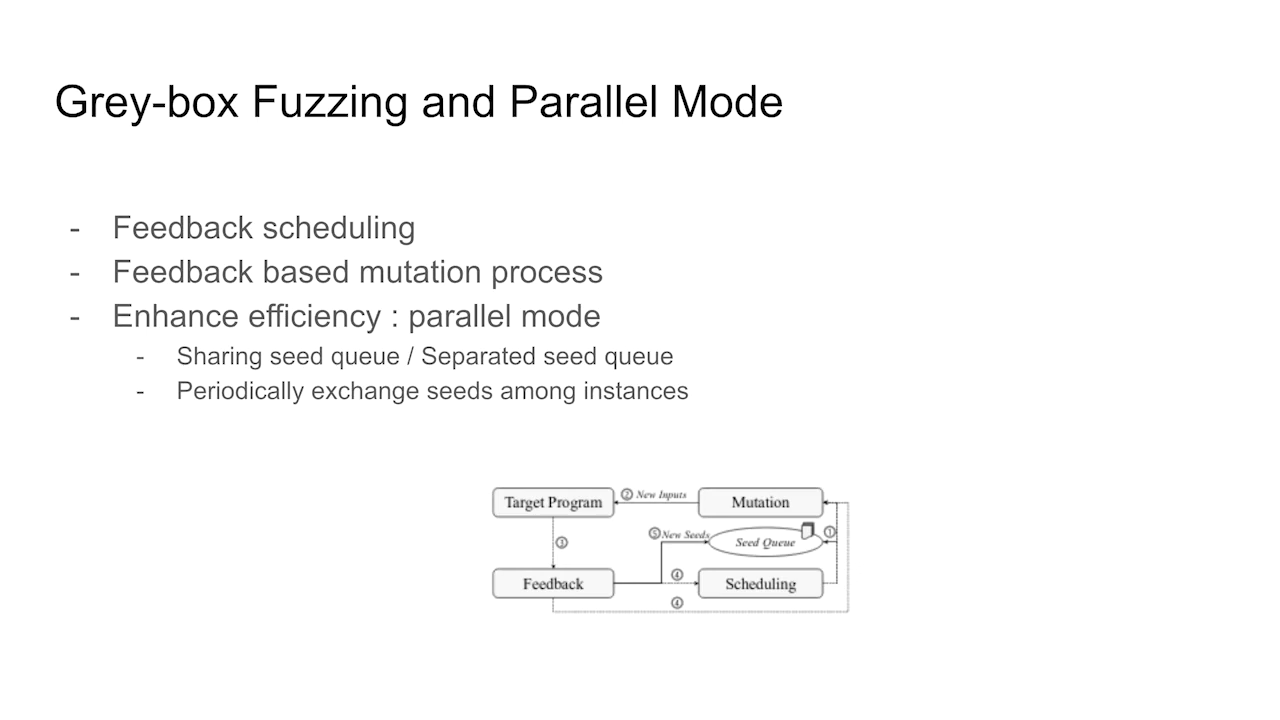 Grey-box Fuzzing and Parallel Mode
- Feedback scheduling
- Feedback based mutation process
- Enhance efficiency : parallel mode
- Sharing seed queue / Separated seed queue
- Periodically exchange seeds among instances
Target Program
② New Inputs
Mutation
③
⑤ New Seeds
Seed Queue
①
Feedback
④
Scheduling
④